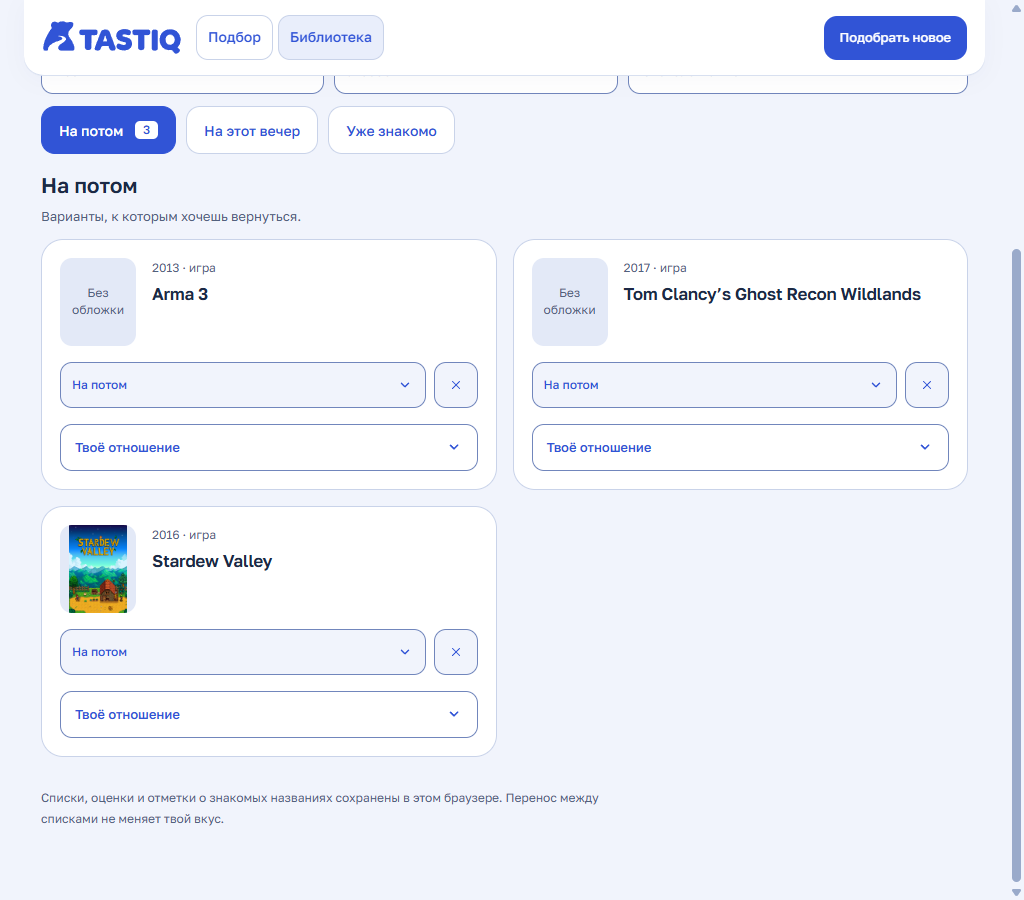 TASTIQ
Подбор
Библиотека
Подобрать новое
На потом 3
На этот вечер
Уже знакомо
На потом
Варианты, к которым хочешь вернуться.
Без
обложки
2013 · игра
Arma 3
На потом
Твоё отношение
Без
обложки
2017 · игра
Tom Clancy’s Ghost Recon Wildlands
На потом
Твоё отношение
STARDEW
VALLEY
2016 · игра
Stardew Valley
На потом
Твоё отношение
Списки, оценки и отметки о знакомых названиях сохранены в этом браузере. Перенос между
списками не меняет твой вкус.